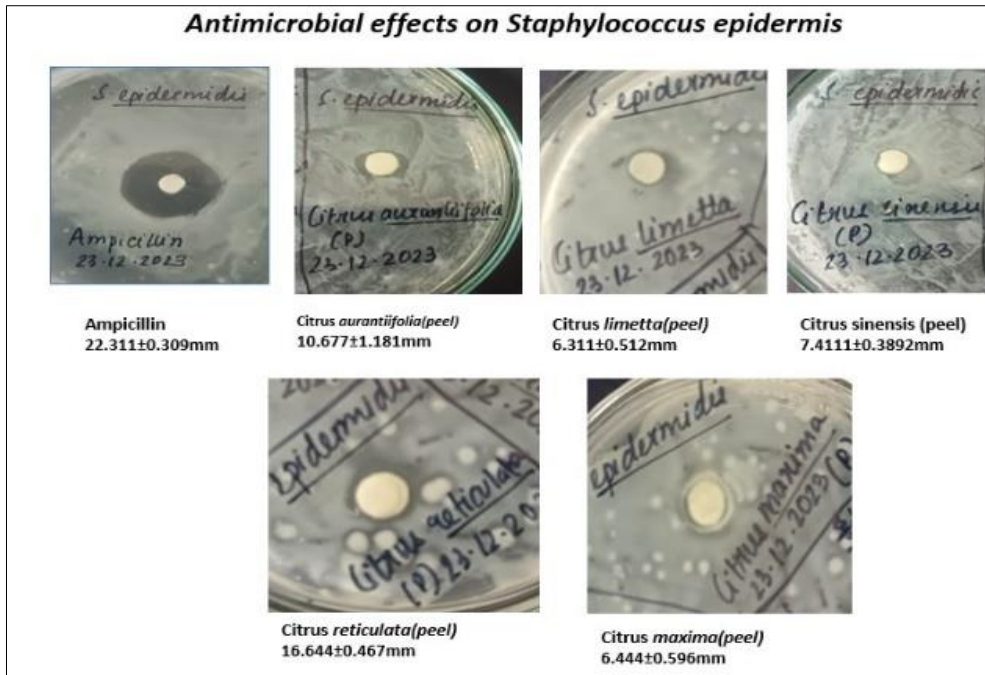 Antimicrobial effects on Staphylococcus epidermis
S. epidermidis
Ampicillin
23.12.2023
S. epidermidis
Citrus aurantiifolia
(P)
23.12.2023
S. epidermidis
Citrus limetta
23.12.2023
midis
S. epidermidis
Citrus sinensis
(P)
23.12.2023
Ampicillin
22.311±0.309mm
Citrus aurantiifolia(peel)
10.677±1.181mm
Citrus limetta(peel)
6.311±0.512mm
Citrus sinensis (peel)
7.4111±0.3892mm
epidermidis
Citrus reticulata
(P) 23.12.20
epidermidis
Citrus maxima
23.12.2023 (P)
Citrus reticulata(peel)
16.644±0.467mm
Citrus maxima(peel)
6.444±0.596mm